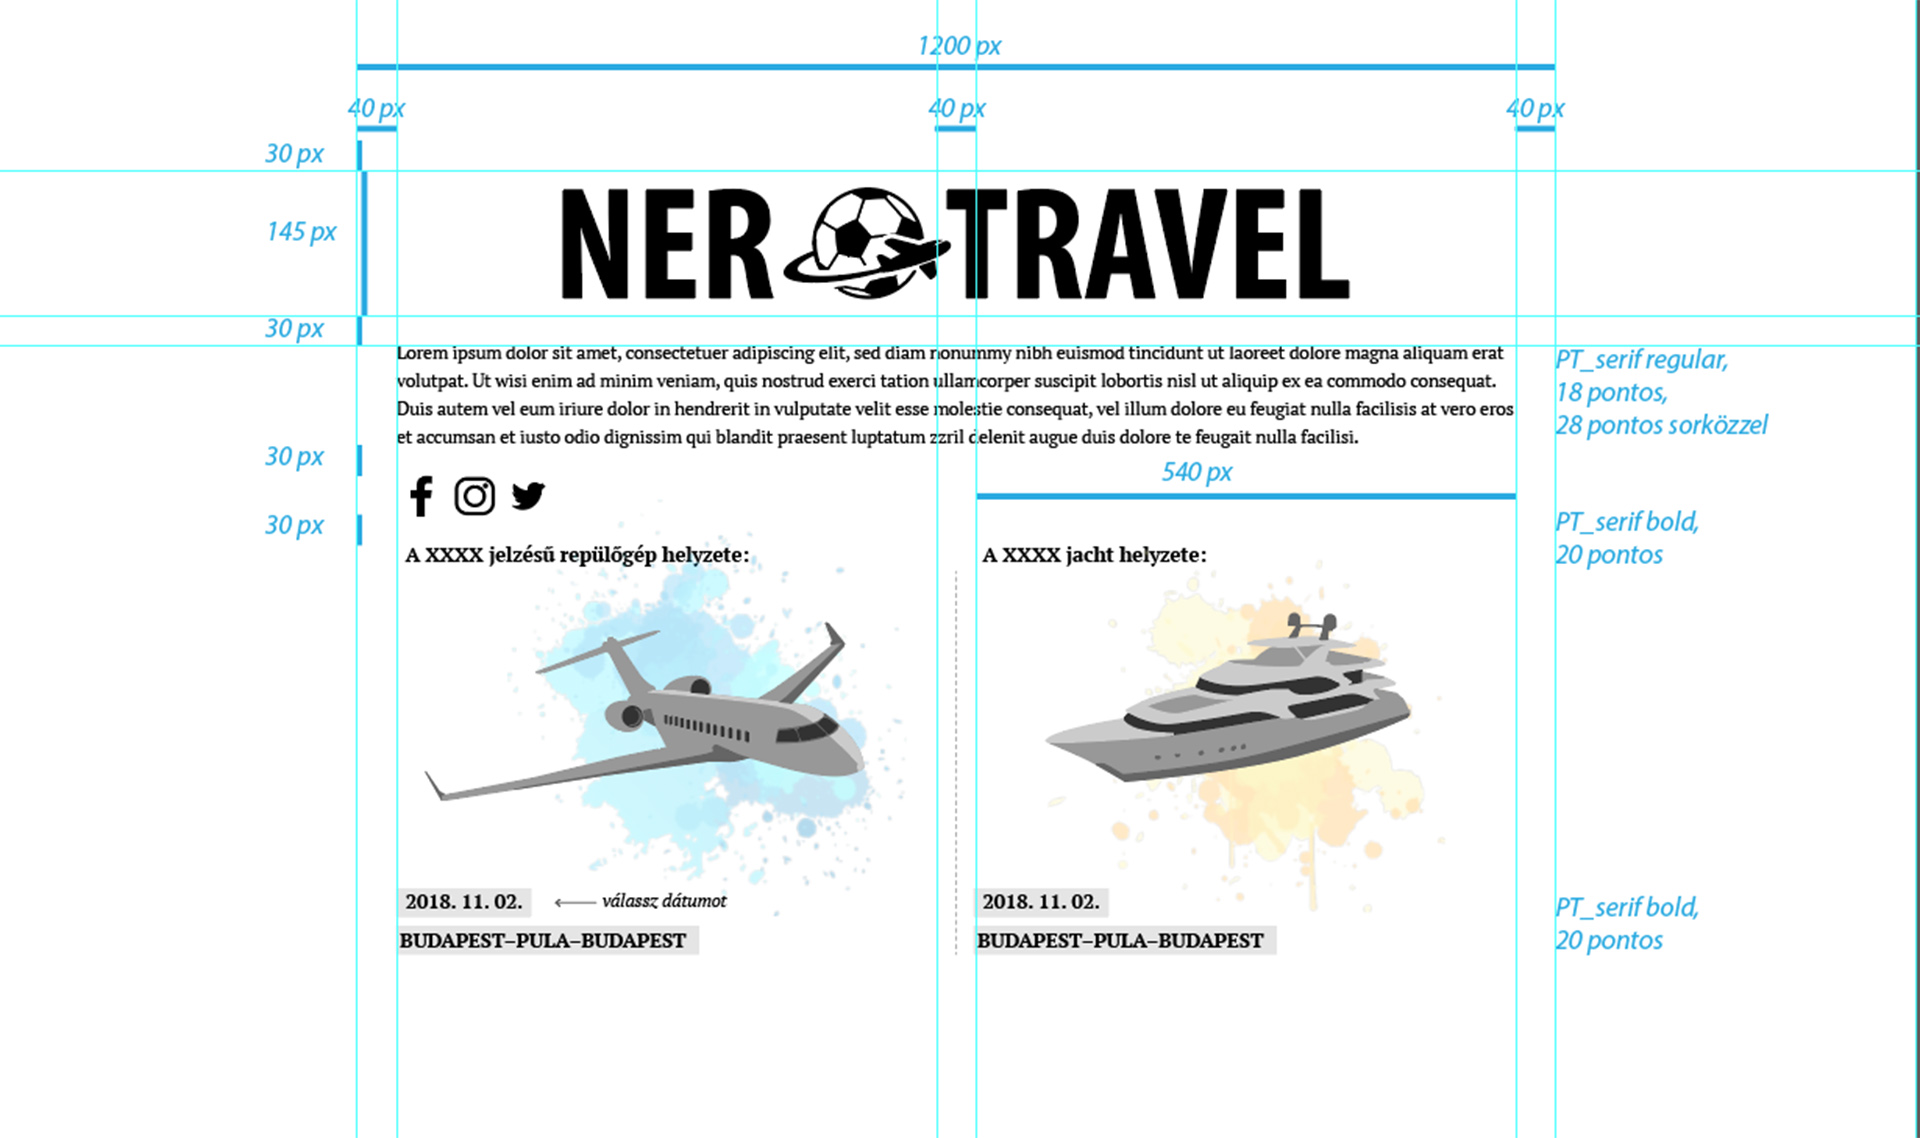 1200 px
40 px
40 px
40 px
30 px
145 px
NER TRAVEL
30 px
Lorem ipsum dolor sit amet, consectetuer adipiscing elit, sed diam nonummy nibh euismod tincidunt ut laoreet dolore magna aliquam erat
volutpat. Ut wisi enim ad minim veniam, quis nostrud exerci tation ullamcorper suscipit lobortis nisl ut aliquip ex ea commodo consequat.
Duis autem vel eum iriure dolor in hendrerit in vulputate velit esse molestie consequat, vel illum dolore eu feugiat nulla facilisis at vero eros
et accumsan et iusto odio dignissim qui blandit praesent luptatum zzril delenit augue duis dolore te feugait nulla facilisi.
PT_serif regular,
18 pontos,
28 pontos sorközzel
30 px
540 px
30 px
PT_serif bold,
20 pontos
A XXXX jelzésű repülőgép helyzete:
A XXXX jacht helyzete:
2018. 11. 02.
válassz dátumot
BUDAPEST–PULA–BUDAPEST
2018. 11. 02.
BUDAPEST–PULA–BUDAPEST
PT_serif bold,
20 pontos